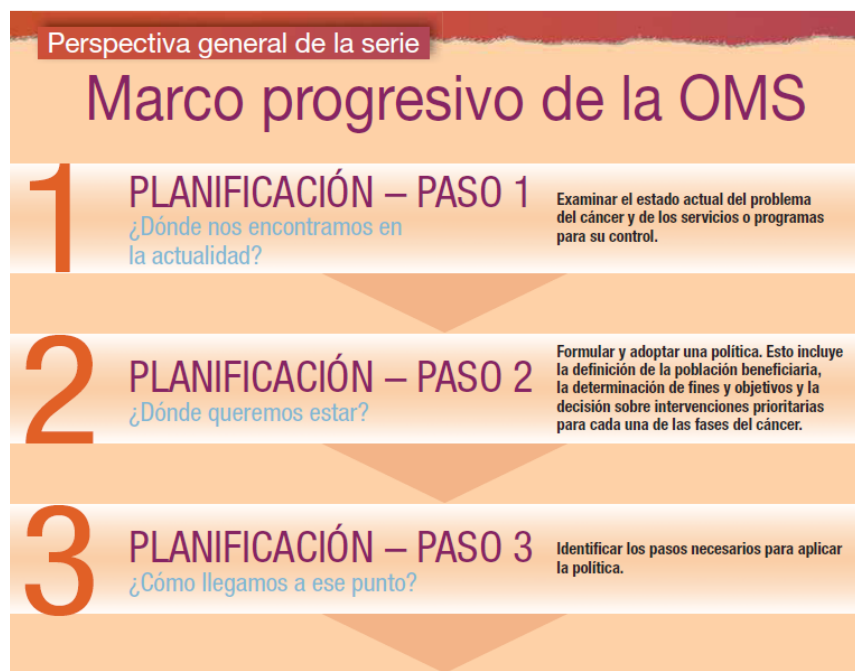 Perspectiva general de la serie
Marco progresivo de la OMS
1
PLANIFICACIÓN – PASO 1
¿Dónde nos encontramos en
la actualidad?
Examinar el estado actual del problema
del cáncer y de los servicios o programas
para su control.
2
PLANIFICACIÓN – PASO 2
¿Dónde queremos estar?
Formular y adoptar una política. Esto incluye
la definición de la población beneficiaria,
la determinación de fines y objetivos y la
decisión sobre intervenciones prioritarias
para cada una de las fases del cáncer.
3
PLANIFICACIÓN – PASO 3
¿Cómo llegamos a ese punto?
Identificar los pasos necesarios para aplicar
la política.